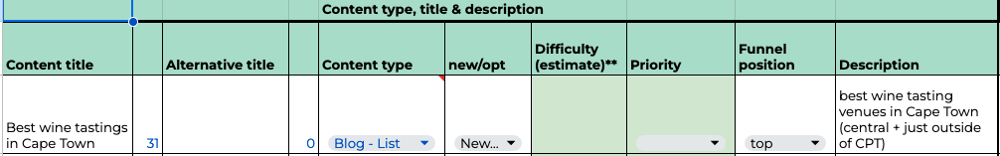 Content type, title & description
Content title
Alternative title
Content type
new/opt
Difficulty
(estimate)**
Priority
Funnel
position
Description
Best wine tastings
in Cape Town
31
0
Blog - List
New...
top
best wine tasting
venues in Cape Town
(central + just outside
of CPT)